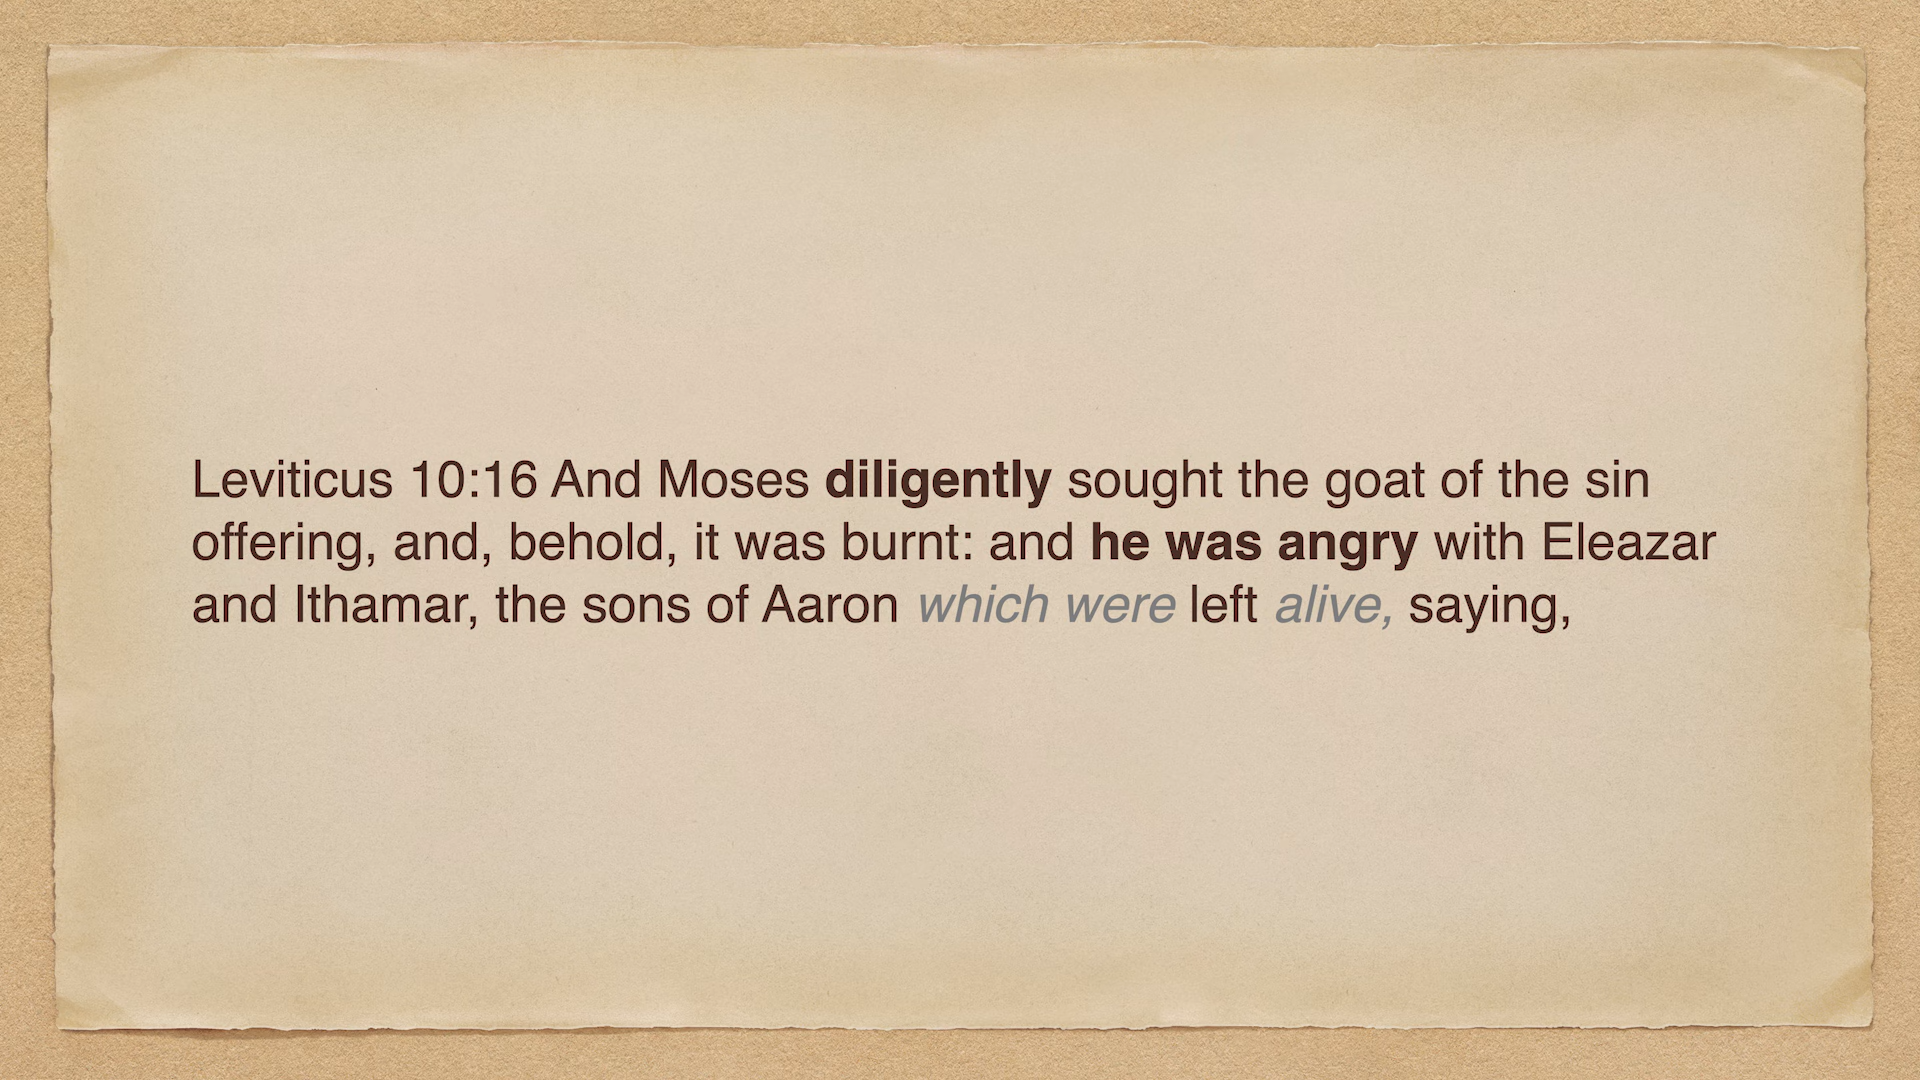 Leviticus 10:16 And Moses diligently sought the goat of the sin
offering, and, behold, it was burnt: and he was angry with Eleazar
and Ithamar, the sons of Aaron which were left alive, saying,